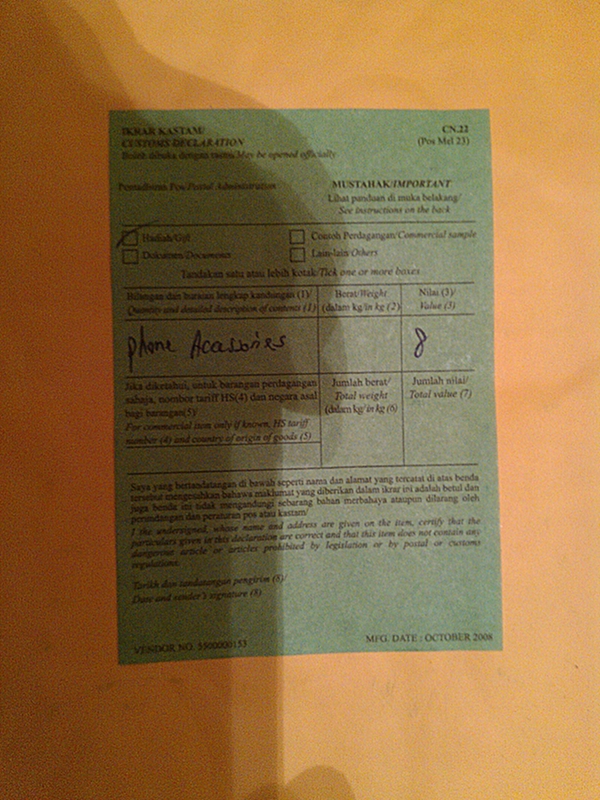 IKRAR KASTAM/
CUSTOMS DECLARATION
Boleh dibuka dengan rasmi/May be opened officially
CN.22
(Pos Mel 23)
Pentadbiran Pos/Postal Administration
MUSTAHAK/IMPORTANT
Lihat panduan di muka belakang/
See instructions on the back
Hadiah/Gift
Contoh Perdagangan/Commercial sample
Dokumen/Documents
Lain-lain/Others
Tandakan satu atau lebih kotak/Tick one or more boxes
Bilangan dan huraian lengkap kandungan (1)/
Quantity and detailed description of contents (1)
Berat/Weight
(dalam kg/in kg (2)
Nilai (3)/
Value (3)
phone Acassories
8
Jika diketahui, untuk barangan perdagangan
sahaja, nombor tariff HS(4) dan negara asal
bagi barangan(5)/
For commercial item only if known, HS tariff
number (4) and country of origin of goods (5)
Jumlah berat/
Total weight
(dalam kg/in kg (6)
Jumlah nilai/
Total value (7)
Saya yang bertandatangan di bawah seperti nama dan alamat yang tercatat di atas benda
tersebut mengesahkan bahawa maklumat yang diberikan dalam ikrar ini adalah betul dan
juga benda ini tidak mengandungi sebarang bahan merbahaya ataupun dilarang oleh
perundangan dan peraturan pos atau kastam/
I the undersigned, whose name and address are given on the item, certify that the
particulars given in this declaration are correct and that this item does not contain any
dangerous article or articles prohibited by legislation or by postal or customs
regulations.
Tarikh dan tandatangan pengirim (8)/
Date and sender's signature (8)
VENDOR NO. 5500000153
MFG. DATE : OCTOBER 2008